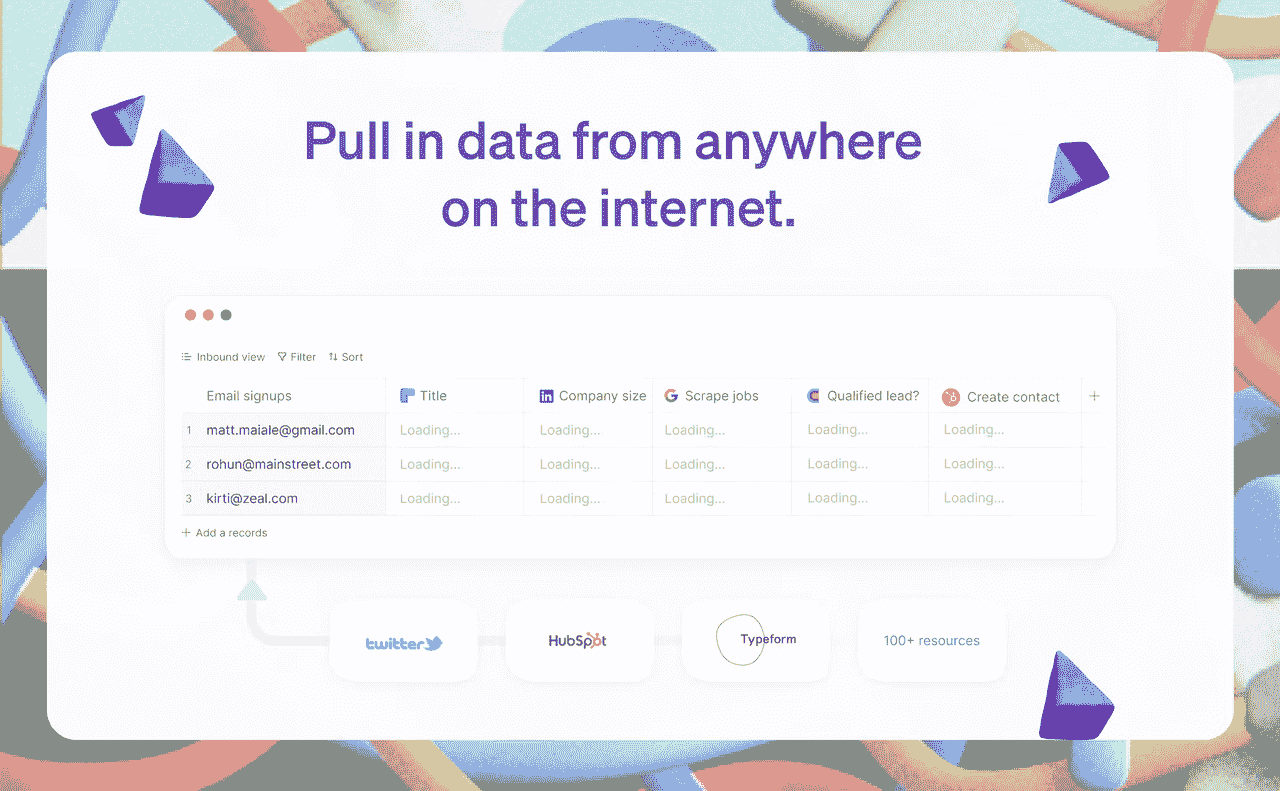 Pull in data from anywhere
on the internet.
Inbound view Filter Sort
Email signups Title in Company size G Scrape jobs Qualified lead? Create contact +
1 matt.maiale@gmail.com Loading... Loading... Loading... Loading... Loading...
2 rohun@mainstreet.com Loading... Loading... Loading... Loading... Loading...
3 kirti@zeal.com Loading... Loading... Loading... Loading... Loading...
+ Add a records
twitter HubSpot Typeform 100+ resources